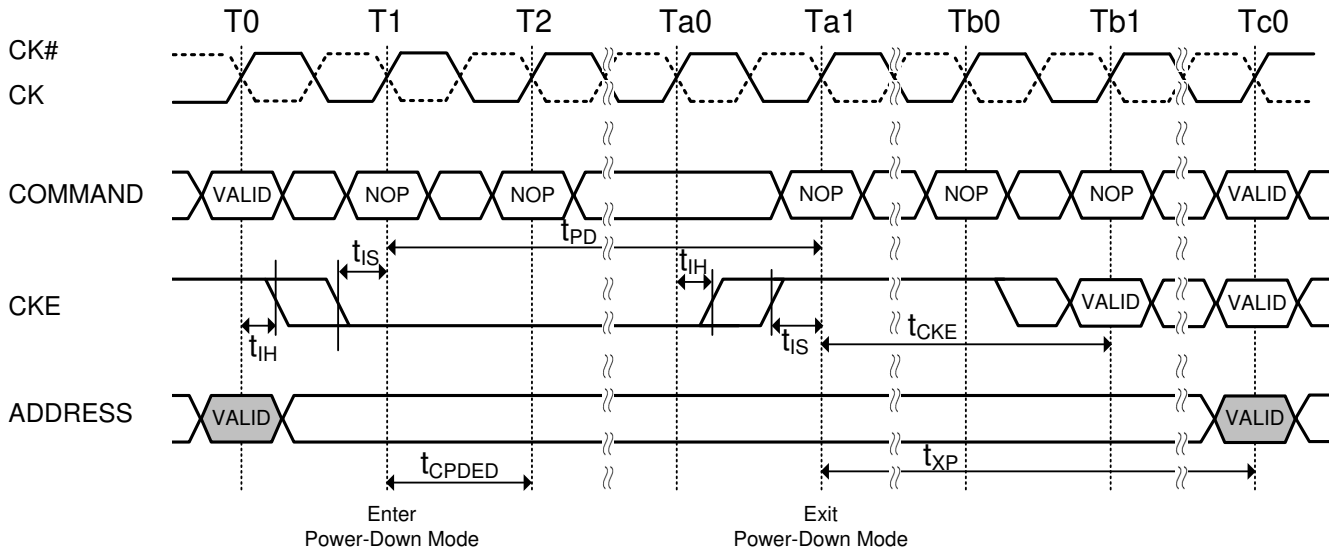 T0 T1 T2 Ta0 Ta1 Tb0 Tb1 Tc0
CK#
CK
COMMAND VALID NOP NOP NOP NOP NOP VALID
tPD
tIS tIH
CKE VALID VALID
tIH tIS tCKE
ADDRESS VALID VALID
tCPDED tXP
Enter
Power-Down Mode
Exit
Power-Down Mode